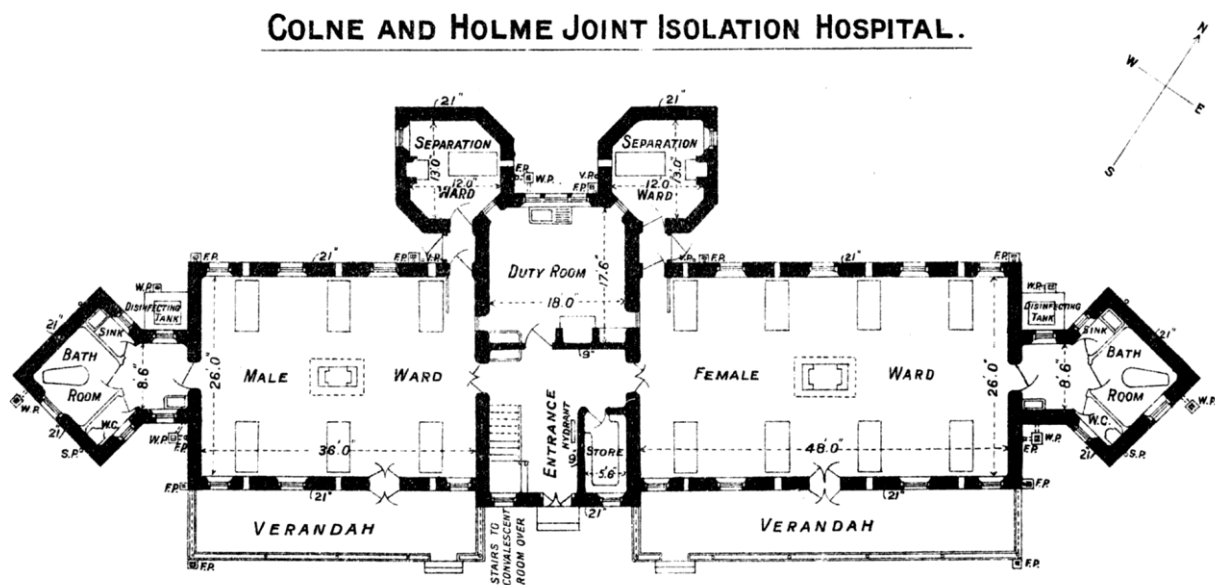 COLNE AND HOLME JOINT ISOLATION HOSPITAL.
N
W
E
S
21"
21"
SEPARATION
SEPARATION
13'.0"
13'.0"
F.P.
W.P.
V.P.
F.P.
12'.0"
12'.0"
WARD
WARD
F.P.
21"
F.P.
V.P.
DUTY ROOM
17'.6"
18'.0"
V.P.
F.P.
21"
F.P.
W.P.
DISINFECTING
TANK
W.P.
DISINFECTING
TANK
21"
SINK
BATH
ROOM
8'.6"
W.C.
W.P.
21"
S.P.
W.P.
F.P.
26'.0"
MALE
WARD
36'.0"
9"
ENTRANCE
HYDRANT
9"
STORE
5'.6"
FEMALE
WARD
48'.0"
26'.0"
8'.6"
SINK
BATH
ROOM
21"
W.C.
W.P.
W.P.
21"
S.P.
F.P.
21"
21"
21"
F.P.
VERANDAH
VERANDAH
STAIRS TO
CONVALESCENT
ROOM OVER
F.P.
F.P.